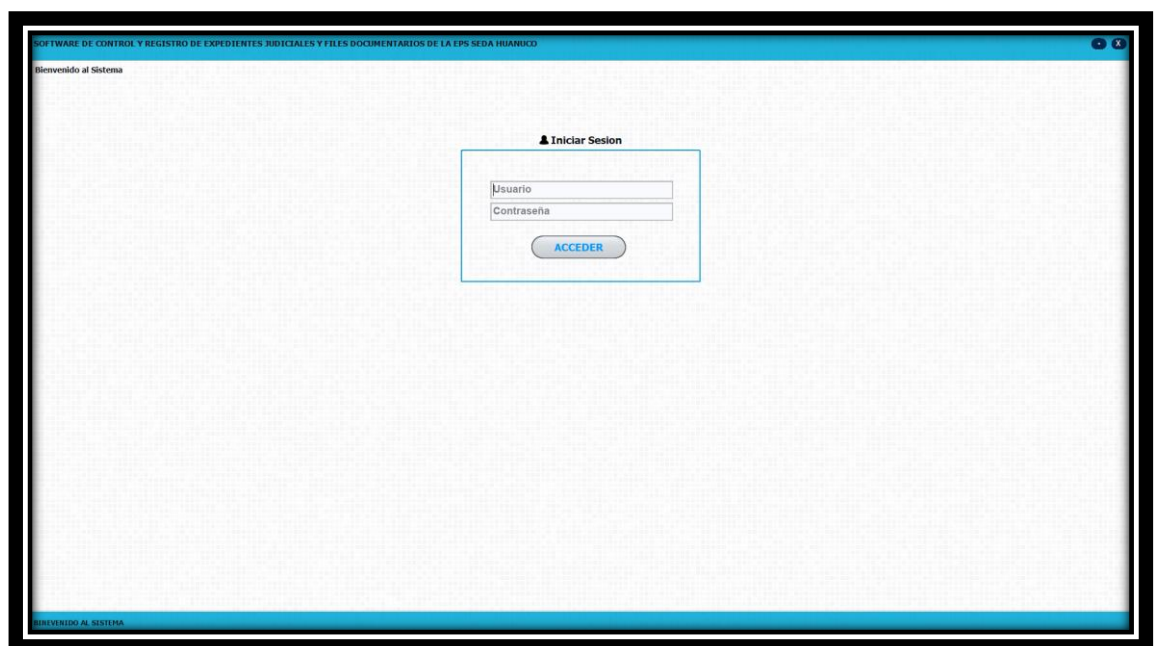 SOFTWARE DE CONTROL Y REGISTRO DE EXPEDIENTES JUDICIALES Y FILES DOCUMENTARIOS DE LA EPS SEDA HUANUCO
- X
Bienvenido al Sistema
Iniciar Sesion
Usuario
Contraseña
ACCEDER
BIENVENIDO AL SISTEMA